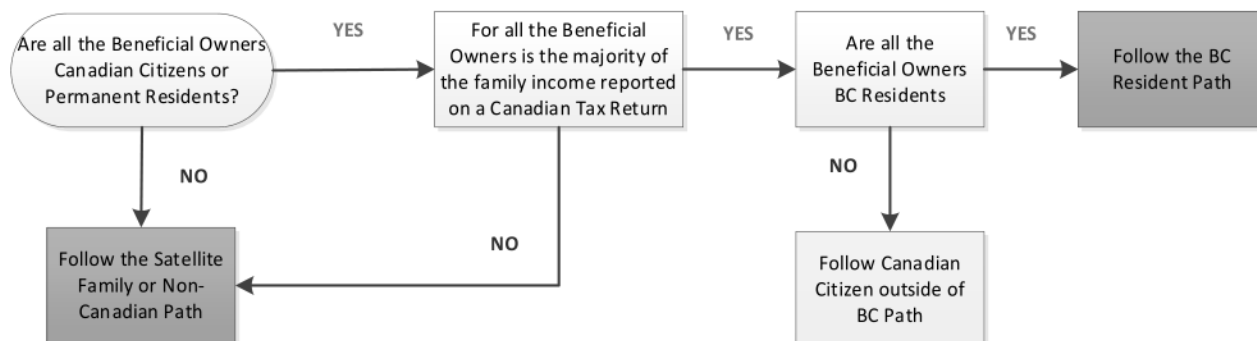 Are all the Beneficial Owners
Canadian Citizens or
Permanent Residents?
YES
For all the Beneficial
Owners is the majority of
the family income reported
on a Canadian Tax Return
YES
Are all the
Beneficial Owners
BC Residents
YES
Follow the BC
Resident Path
NO
NO
NO
Follow the Satellite
Family or Non-
Canadian Path
Follow Canadian
Citizen outside of
BC Path